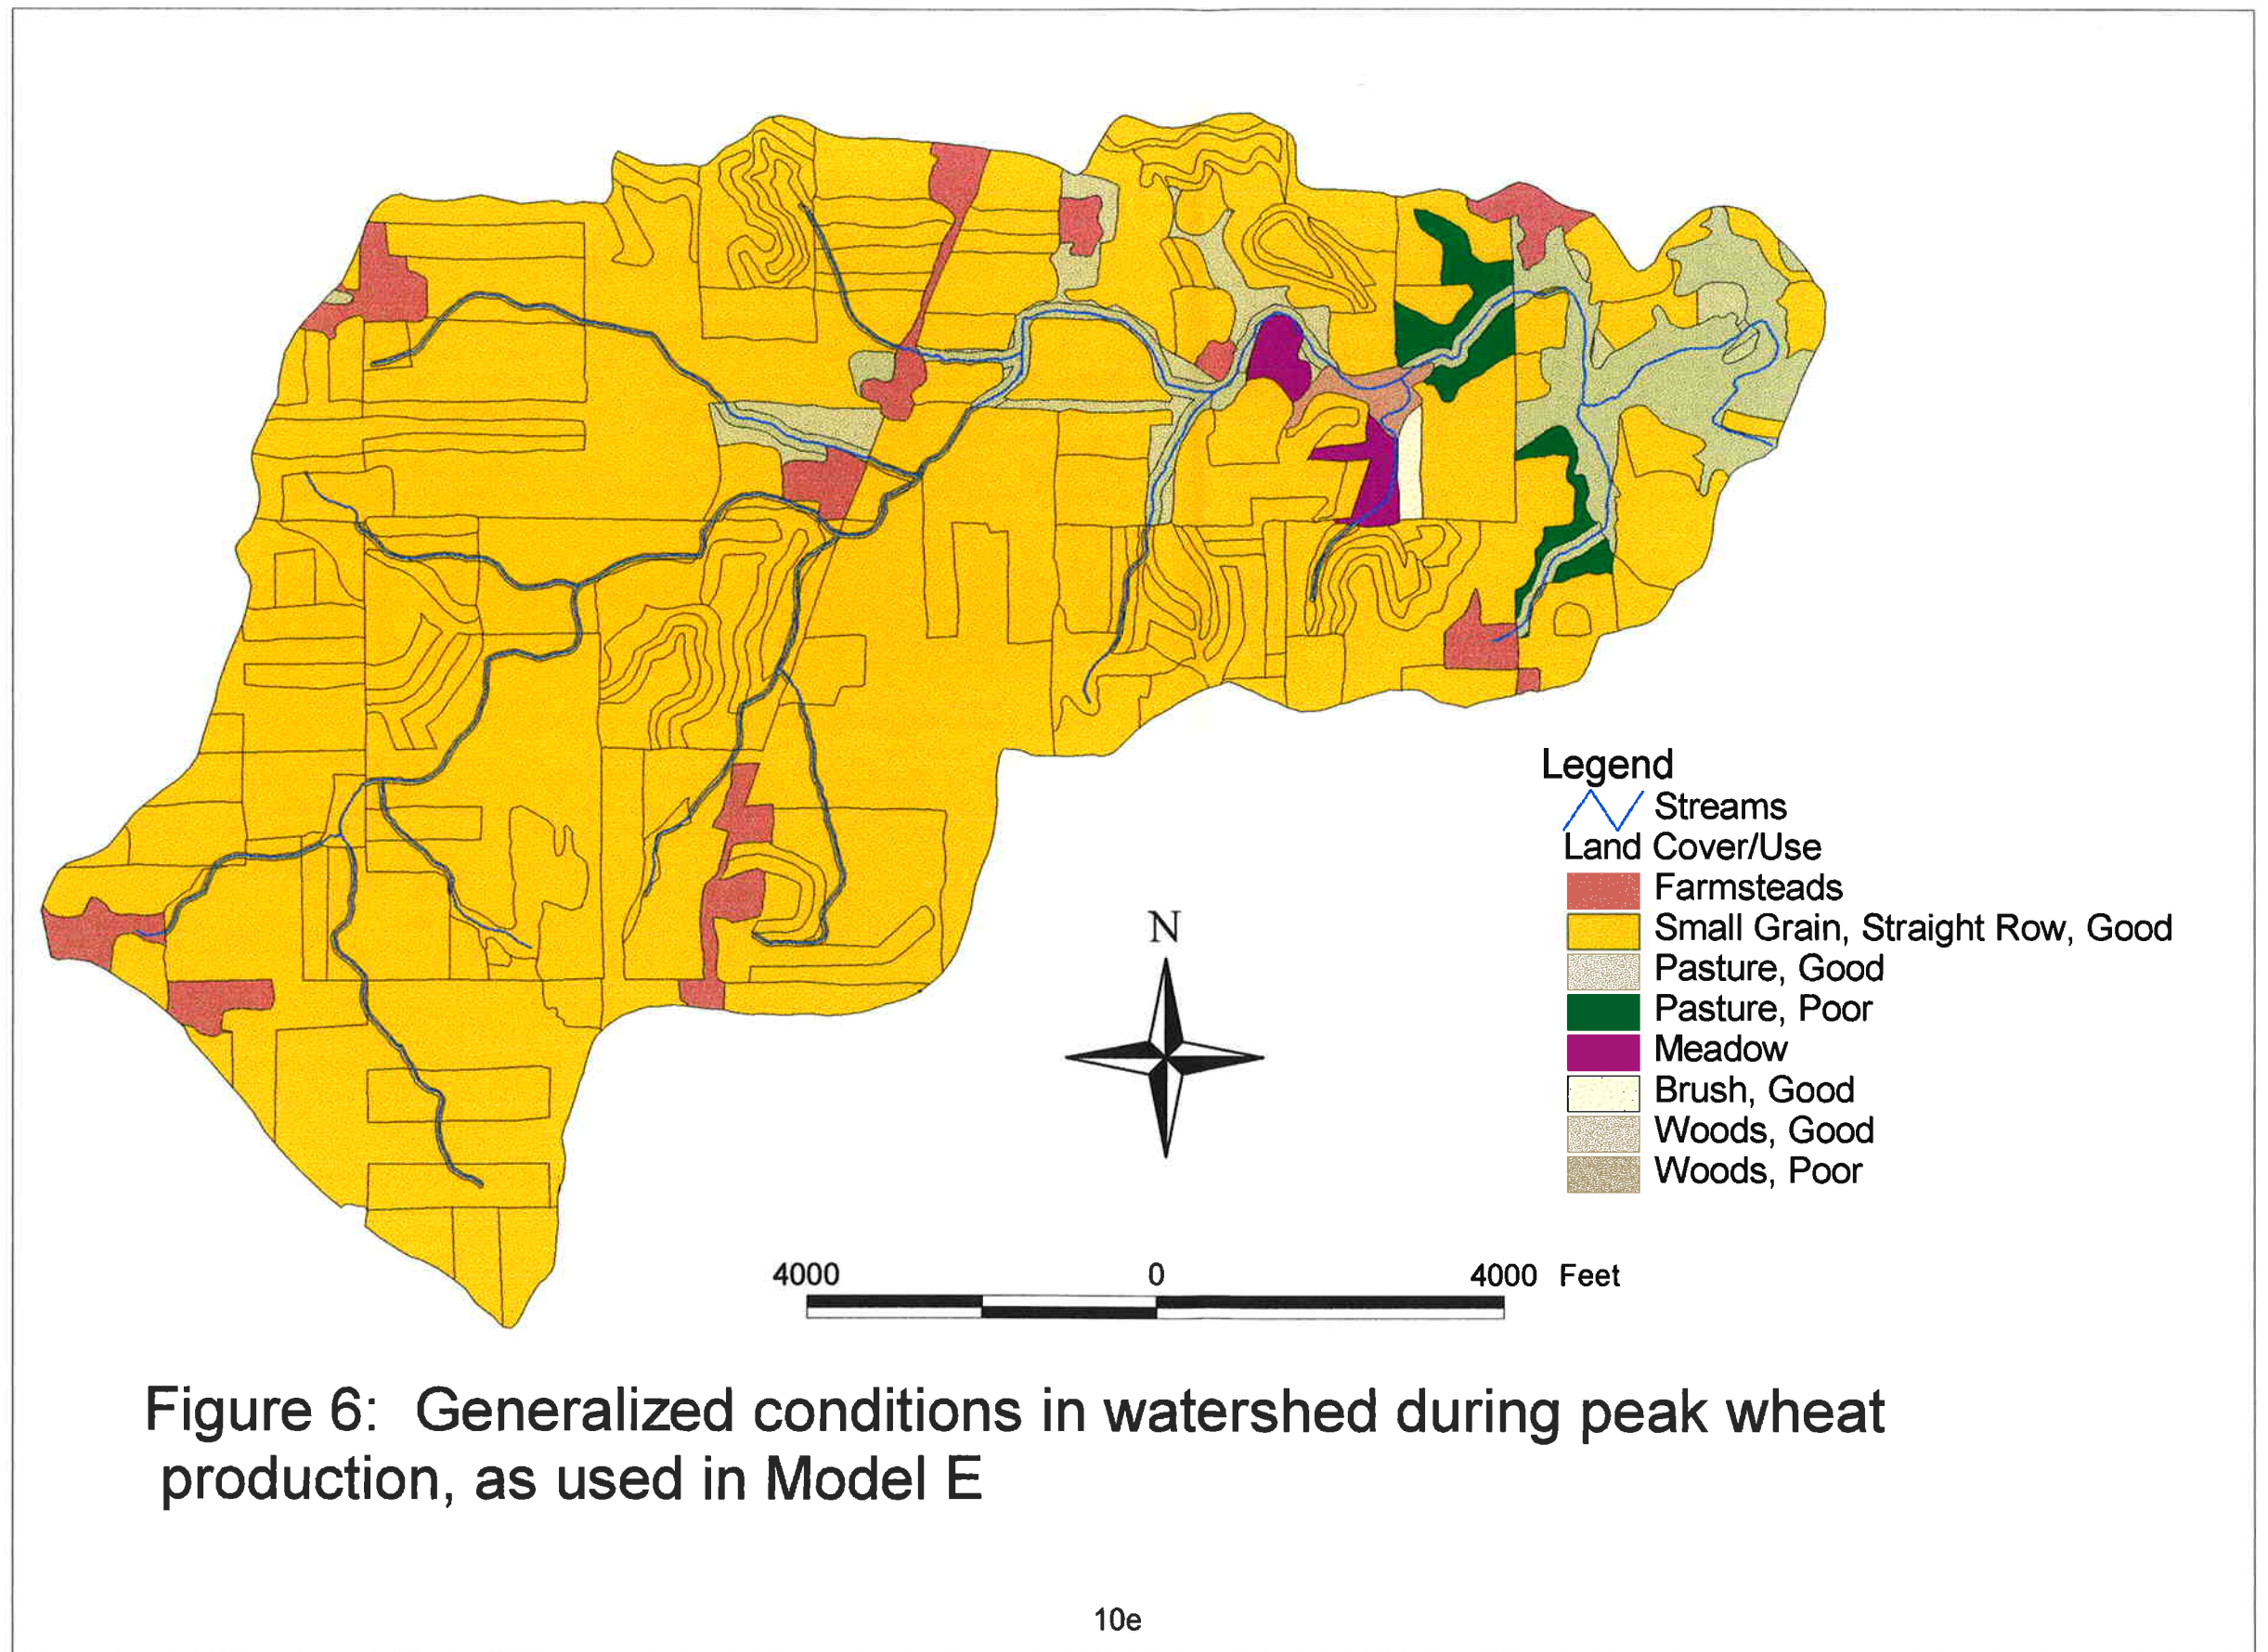 Legend
Streams
Land Cover/Use
Farmsteads
Small Grain, Straight Row, Good
Pasture, Good
Pasture, Poor
Meadow
Brush, Good
Woods, Good
Woods, Poor
N
4000 0 4000 Feet
Figure 6: Generalized conditions in watershed during peak wheat
production, as used in Model E
10e